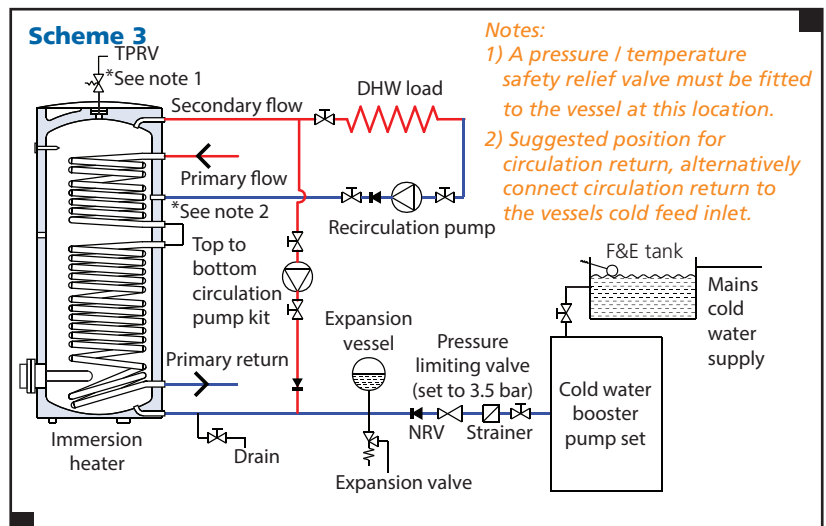 Scheme 3
TPRV
*See note 1
Secondary flow
DHW load
Primary flow
*See note 2
Recirculation pump
Top to
bottom
circulation
pump kit
Primary return
Immersion
heater
Drain
Expansion
vessel
Expansion valve
Pressure
limiting valve
(set to 3.5 bar)
NRV
Strainer
Cold water
booster
pump set
F&E tank
Mains
cold
water
supply
Notes:
1) A pressure / temperature
safety relief valve must be fitted
to the vessel at this location.
2) Suggested position for
circulation return, alternatively
connect circulation return to
the vessels cold feed inlet.